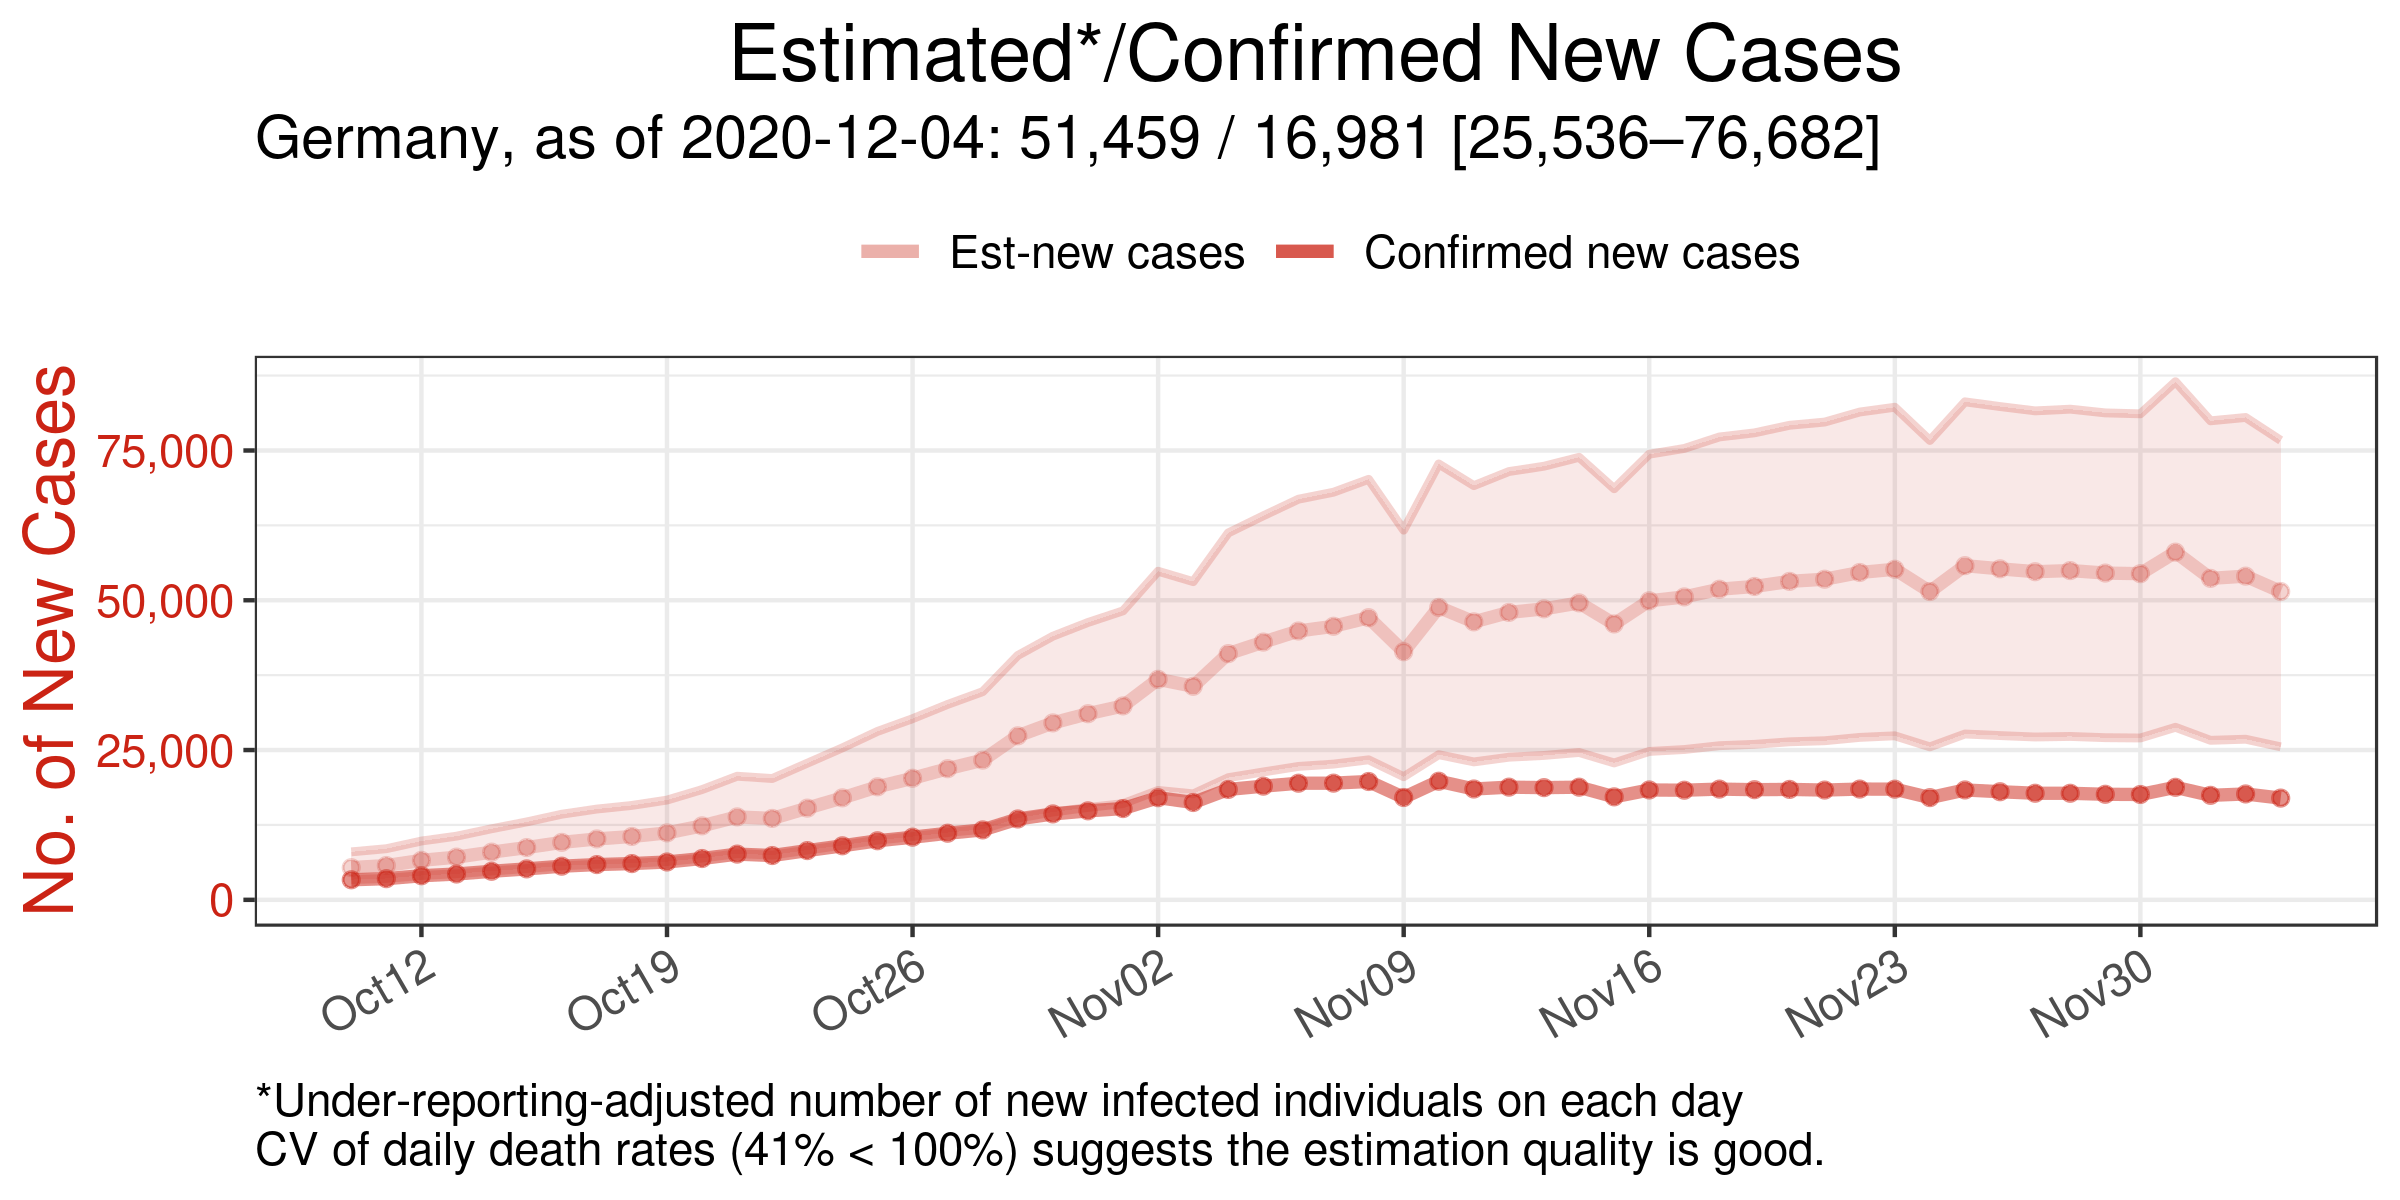 Estimated*/Confirmed New Cases
Germany, as of 2020-12-04: 51,459 / 16,981 [25,536–76,682]
Est-new cases
Confirmed new cases
No. of New Cases
75,000
50,000
25,000
0
Oct12
Oct19
Oct26
Nov02
Nov09
Nov16
Nov23
Nov30
*Under-reporting-adjusted number of new infected individuals on each day
CV of daily death rates (41% < 100%) suggests the estimation quality is good.